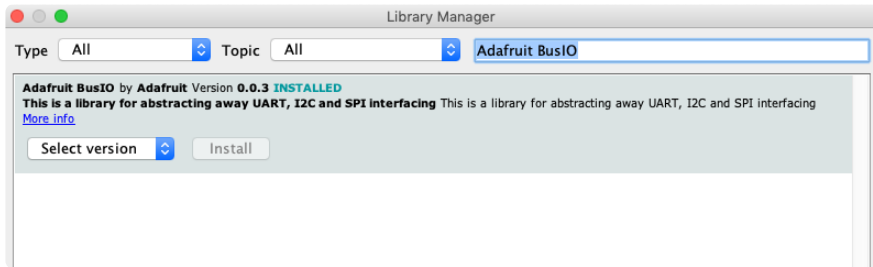 Library Manager
Type All Topic All Adafruit BusIO
Adafruit BusIO by Adafruit Version 0.0.3 INSTALLED
This is a library for abstracting away UART, I2C and SPI interfacing This is a library for abstracting away UART, I2C and SPI interfacing
More info
Select version Install